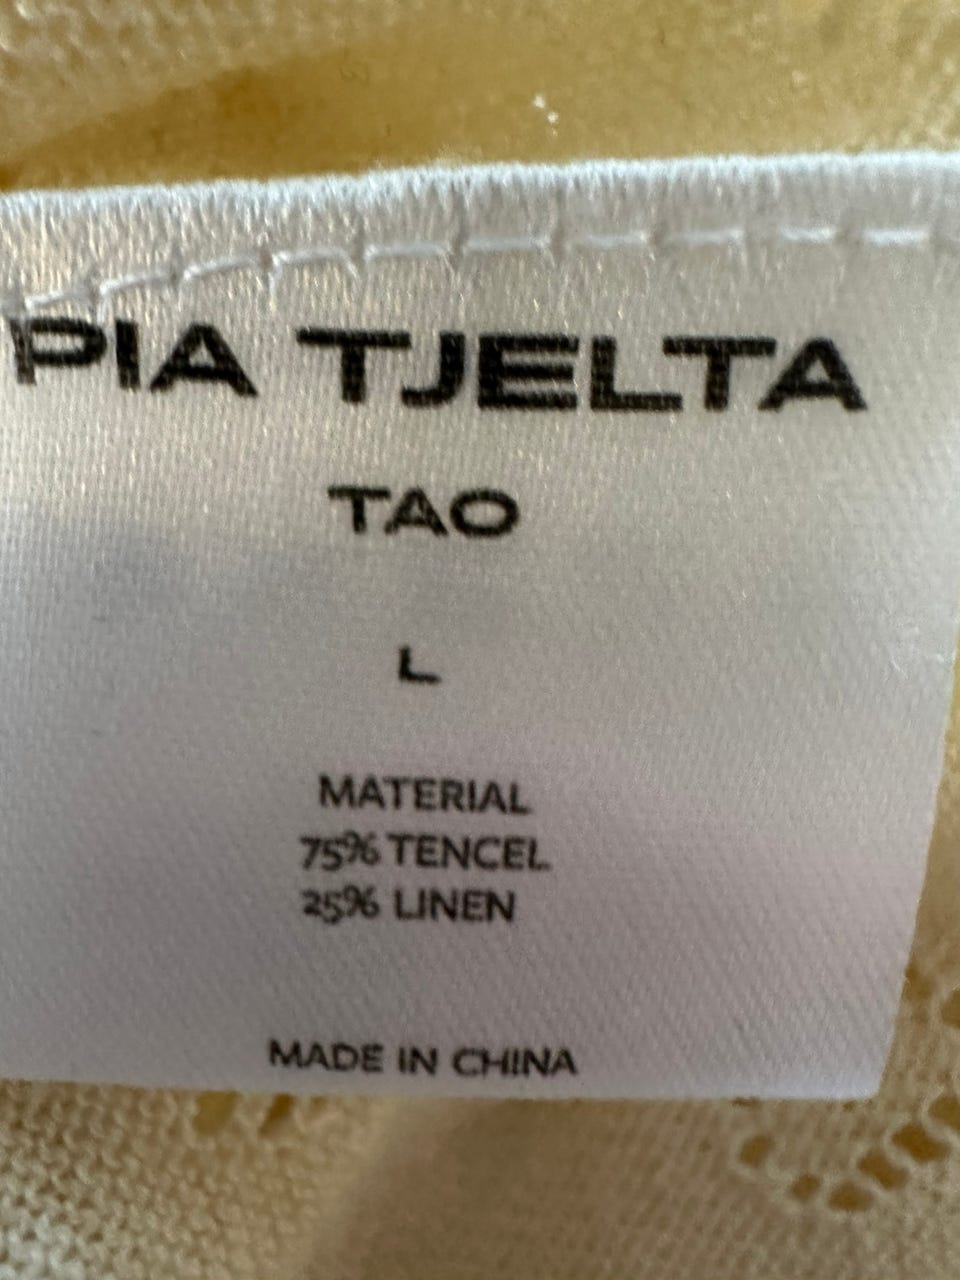 PIA TJELTA
TAO
L
MATERIAL
75% TENCEL
25% LINEN
MADE IN CHINA